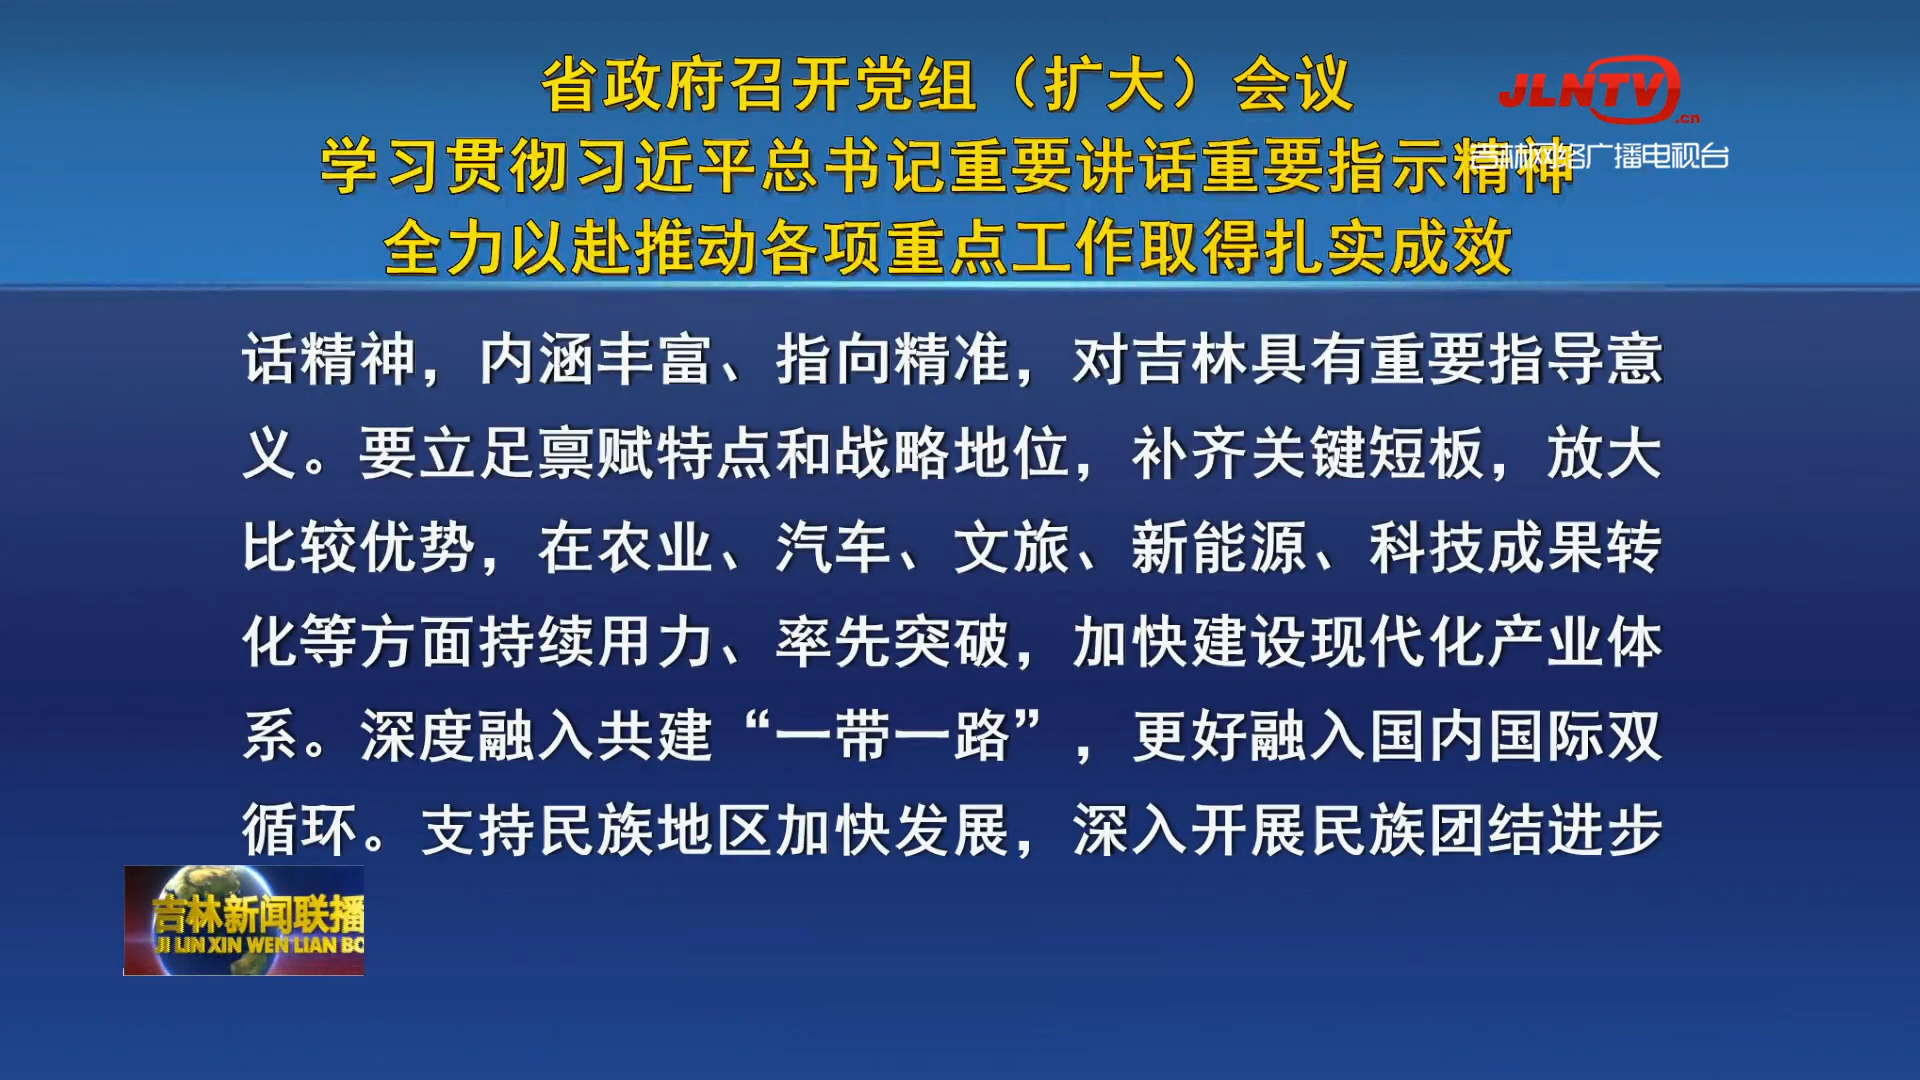 省政府召开党组（扩大）会议
JLNTV.cn
学习贯彻习近平总书记重要讲话重要指示精神
吉林网络广播电视台
全力以赴推动各项重点工作取得扎实成效
话精神，内涵丰富、指向精准，对吉林具有重要指导意
义。要立足禀赋特点和战略地位，补齐关键短板，放大
比较优势，在农业、汽车、文旅、新能源、科技成果转
化等方面持续用力、率先突破，加快建设现代化产业体
系。深度融入共建“一带一路”，更好融入国内国际双
循环。支持民族地区加快发展，深入开展民族团结进步
吉林新闻联播
JI LIN XIN WEN LIAN BO